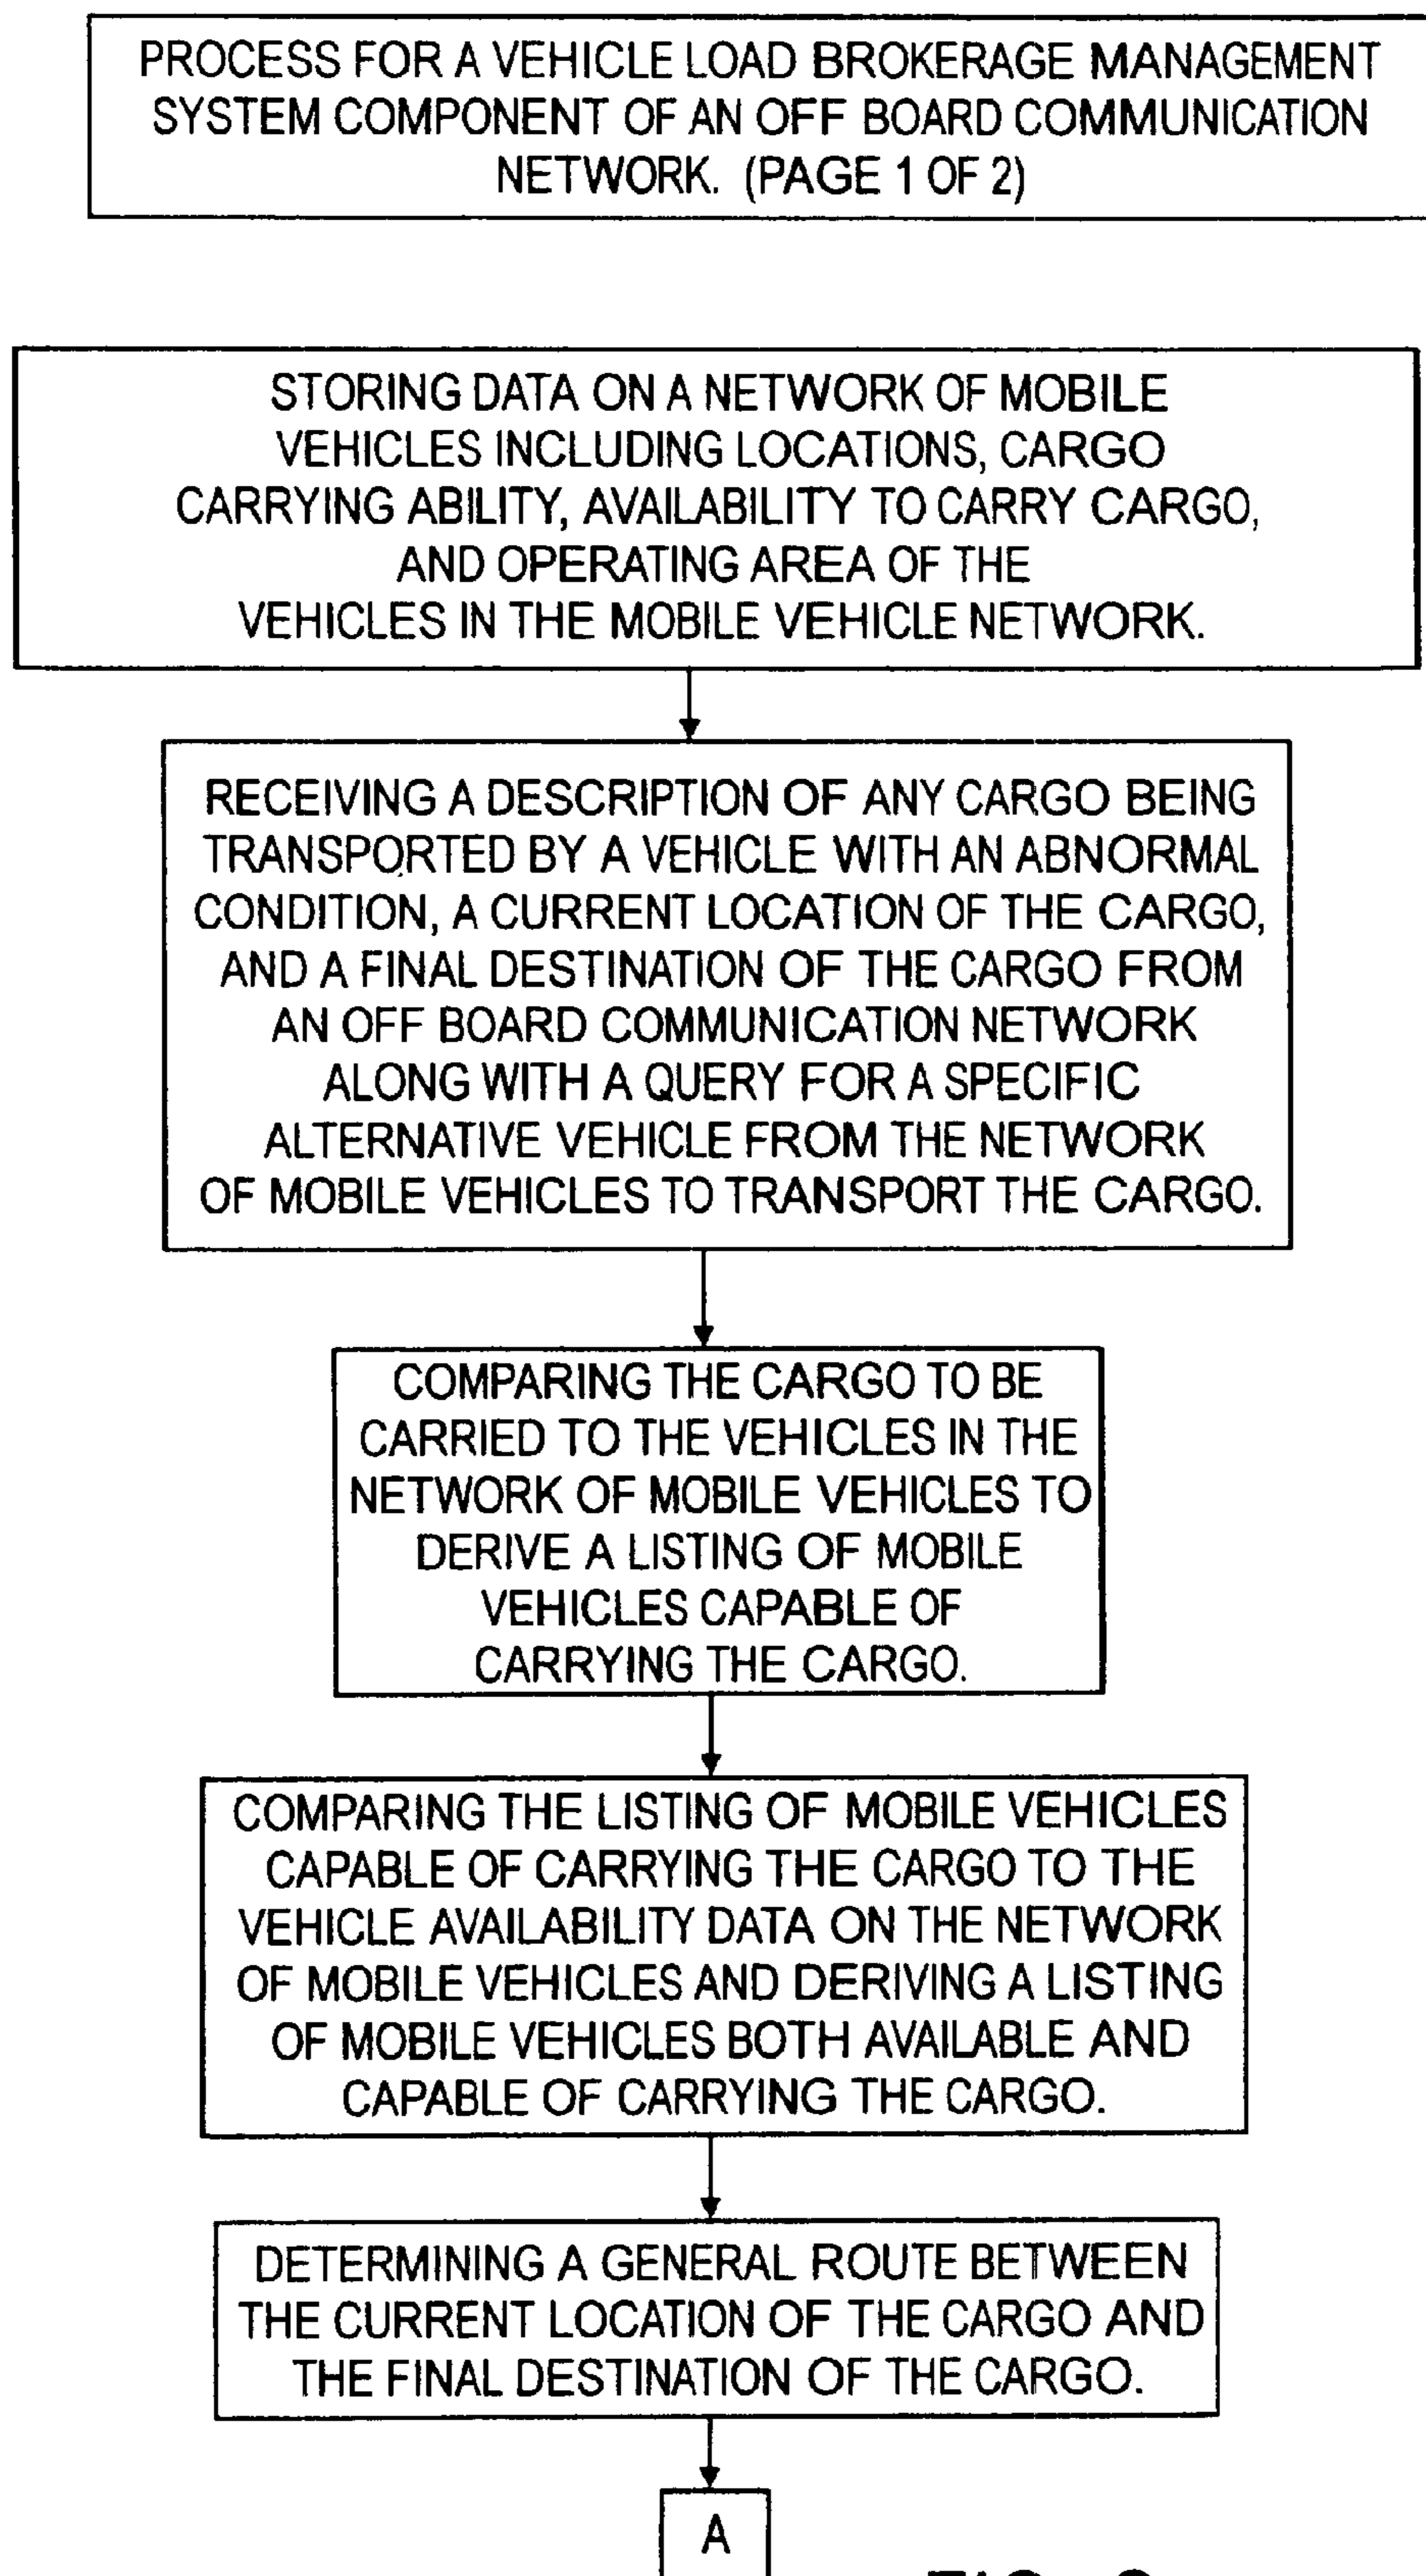 PROCESS FOR A VEHICLE LOAD BROKERAGE MANAGEMENT
SYSTEM COMPONENT OF AN OFF BOARD COMMUNICATION
NETWORK. (PAGE 1 OF 2)
STORING DATA ON A NETWORK OF MOBILE
VEHICLES INCLUDING LOCATIONS, CARGO
CARRYING ABILITY, AVAILABILITY TO CARRY CARGO,
AND OPERATING AREA OF THE
VEHICLES IN THE MOBILE VEHICLE NETWORK.
RECEIVING A DESCRIPTION OF ANY CARGO BEING
TRANSPORTED BY A VEHICLE WITH AN ABNORMAL
CONDITION, A CURRENT LOCATION OF THE CARGO,
AND A FINAL DESTINATION OF THE CARGO FROM
AN OFF BOARD COMMUNICATION NETWORK
ALONG WITH A QUERY FOR A SPECIFIC
ALTERNATIVE VEHICLE FROM THE NETWORK
OF MOBILE VEHICLES TO TRANSPORT THE CARGO.
COMPARING THE CARGO TO BE
CARRIED TO THE VEHICLES IN THE
NETWORK OF MOBILE VEHICLES TO
DERIVE A LISTING OF MOBILE
VEHICLES CAPABLE OF
CARRYING THE CARGO.
COMPARING THE LISTING OF MOBILE VEHICLES
CAPABLE OF CARRYING THE CARGO TO THE
VEHICLE AVAILABILITY DATA ON THE NETWORK
OF MOBILE VEHICLES AND DERIVING A LISTING
OF MOBILE VEHICLES BOTH AVAILABLE AND
CAPABLE OF CARRYING THE CARGO.
DETERMINING A GENERAL ROUTE BETWEEN
THE CURRENT LOCATION OF THE CARGO AND
THE FINAL DESTINATION OF THE CARGO.
A